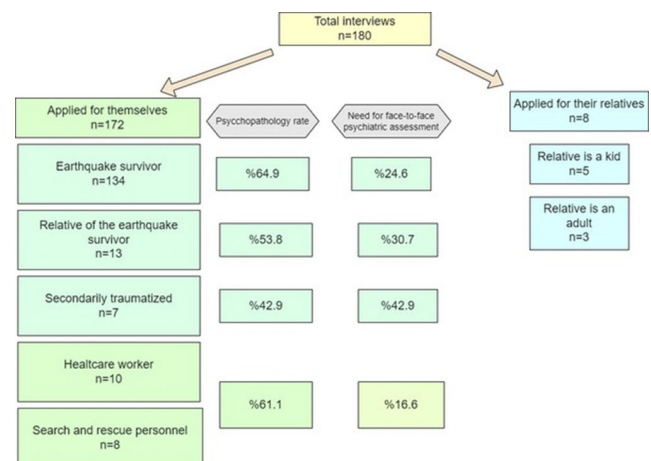 Total interviews
n=180
Applied for themselves
n=172
Psycchopathology rate
Need for face-to-face
psychiatric assessment
Applied for their relatives
n=8
Earthquake survivor
n=134
%64.9
%24.6
Relative is a kid
n=5
Relative of the earthquake
survivor
n=13
%53.8
%30.7
Relative is an
adult
n=3
Secondarily traumatized
n=7
%42.9
%42.9
Healtcare worker
n=10
%61.1
%16.6
Search and rescue personnel
n=8